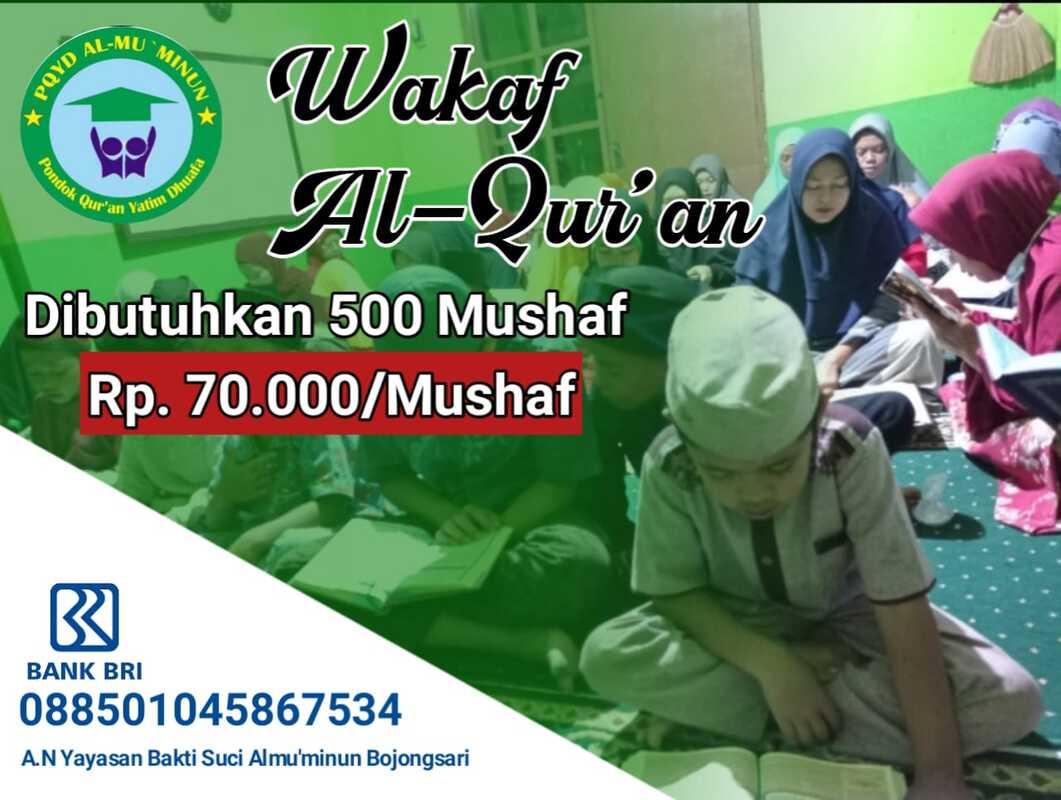 PQYD AL-MU`MINUN
Pondok Qur'an Yatim Dhuafa
Wakaf
Al-Qur'an
Dibutuhkan 500 Mushaf
Rp. 70.000/Mushaf
BANK BRI
088501045867534
A.N Yayasan Bakti Suci Almu'minun Bojongsari